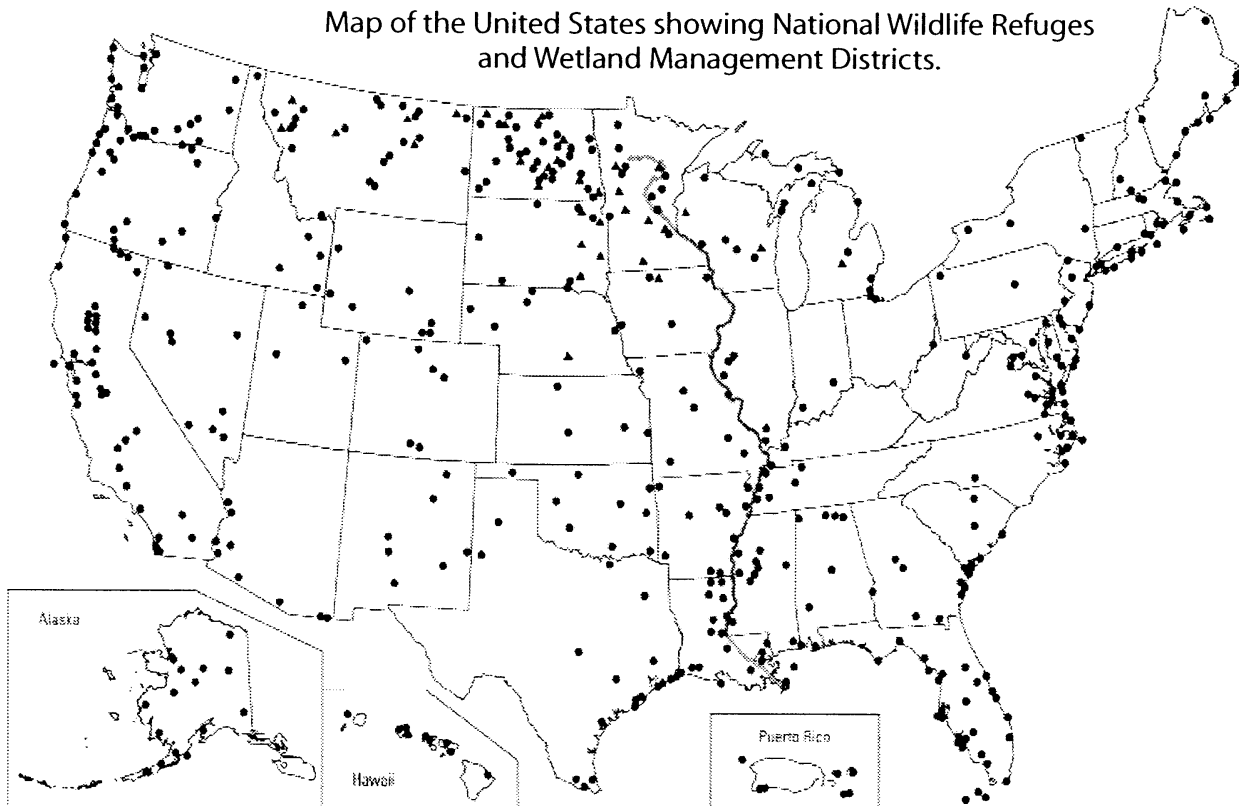 Map of the United States showing National Wildlife Refuges
and Wetland Management Districts.
Alaska
Hawaii
Puerto Rico